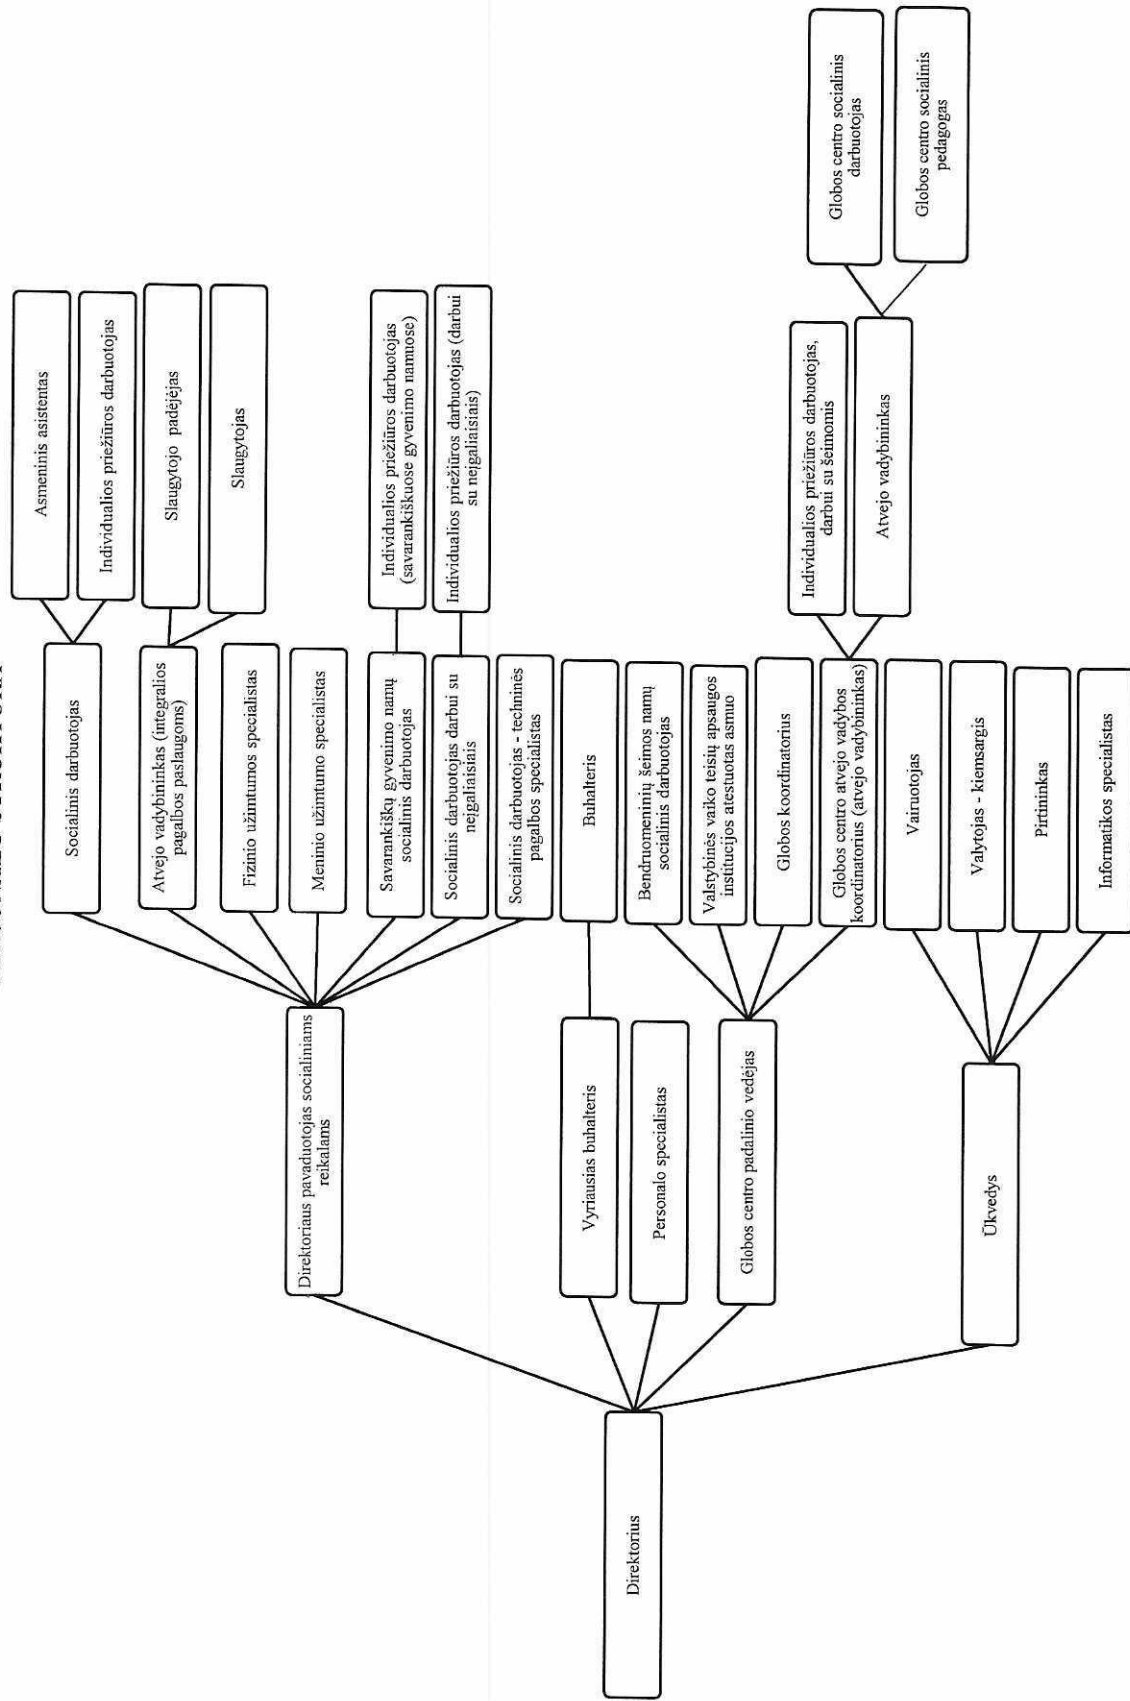 Direktorius
Direktoriaus pavaduotojas socialiniams
reikalams
Vyriausias buhalteris
Personalo specialistas
Globos centro padalinio vedėjas
Ūkvedys
Socialinis darbuotojas
Atvejo vadybininkas (integralios
pagalbos paslaugoms)
Fizinio užimtumos specialistas
Meninio užimtumo specialistas
Savarankiškų gyvenimo namų
socialinis darbuotojas
Socialinis darbuotojas darbui su
neįgaliaisiais
Socialinis darbuotojas - techninės
pagalbos specialistas
Buhalteris
Bendruomeninių šeimos namų
socialinis darbuotojas
Valstybinės vaiko teisių apsaugos
institucijos atestuotas asmuo
Globos koordinatorius
Globos centro atvejo vadybos
koordinatorius (atvejo vadybininkas)
Vairuotojas
Valytojas - kiemsargis
Pirtininkas
Informatikos specialistas
Asmeninis asistentas
Individualios priežiūros darbuotojas
Slaugytojo padėjėjas
Slaugytojas
Individualios priežiūros darbuotojas
(savarankiškuose gyvenimo namuose)
Individualios priežiūros darbuotojas (darbui
su neįgaliaisiais)
Individualios priežiūros darbuotojas,
darbui su šeimomis
Atvejo vadybininkas
Globos centro socialinis
darbuotojas
Globos centro socialinis
pedagogas